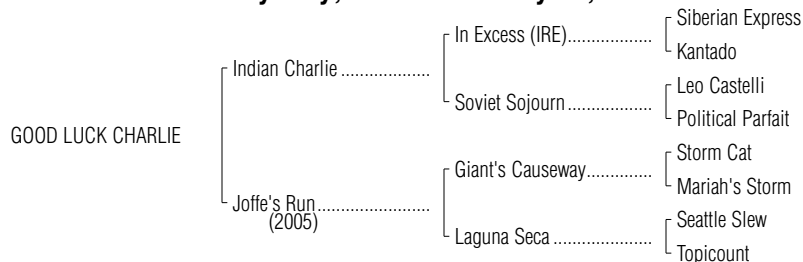 Siberian Express
In Excess (IRE)..................
Kantado
Indian Charlie ...................
Leo Castelli
Soviet Sojourn ..................
Political Parfait
GOOD LUCK CHARLIE
Storm Cat
Giant's Causeway..............
Mariah's Storm
Joffe's Run........................
(2005)
Seattle Slew
Laguna Seca ....................
Topicount